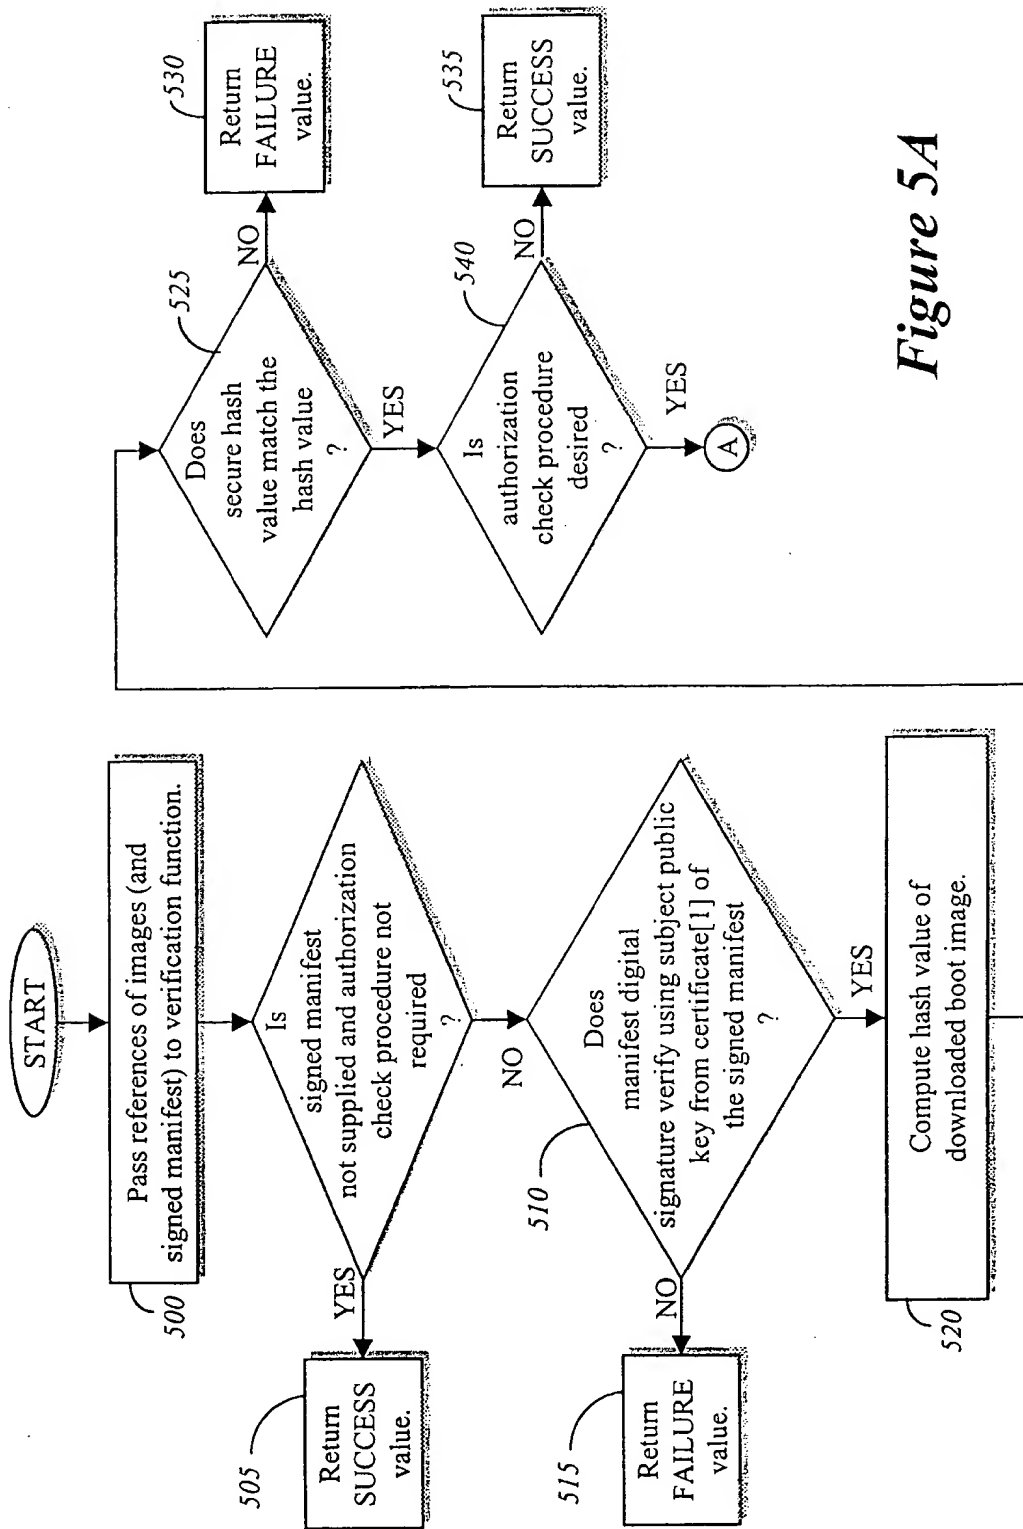 START
Pass references of images (and
signed manifest) to verification function.
500
Is
signed manifest
not supplied and authorization
check procedure not
required
?
YES
NO
505
Return
SUCCESS
value.
Does
manifest digital
signature verify using subject public
key from certificate[1] of
the signed manifest
?
510
NO
YES
515
Return
FAILURE
value.
Compute hash value of
downloaded boot image.
520
Does
secure hash
value match the
hash value
?
525
NO
YES
530
Return
FAILURE
value.
Is
authorization
check procedure
desired
?
540
NO
YES
535
Return
SUCCESS
value.
A
Figure 5A